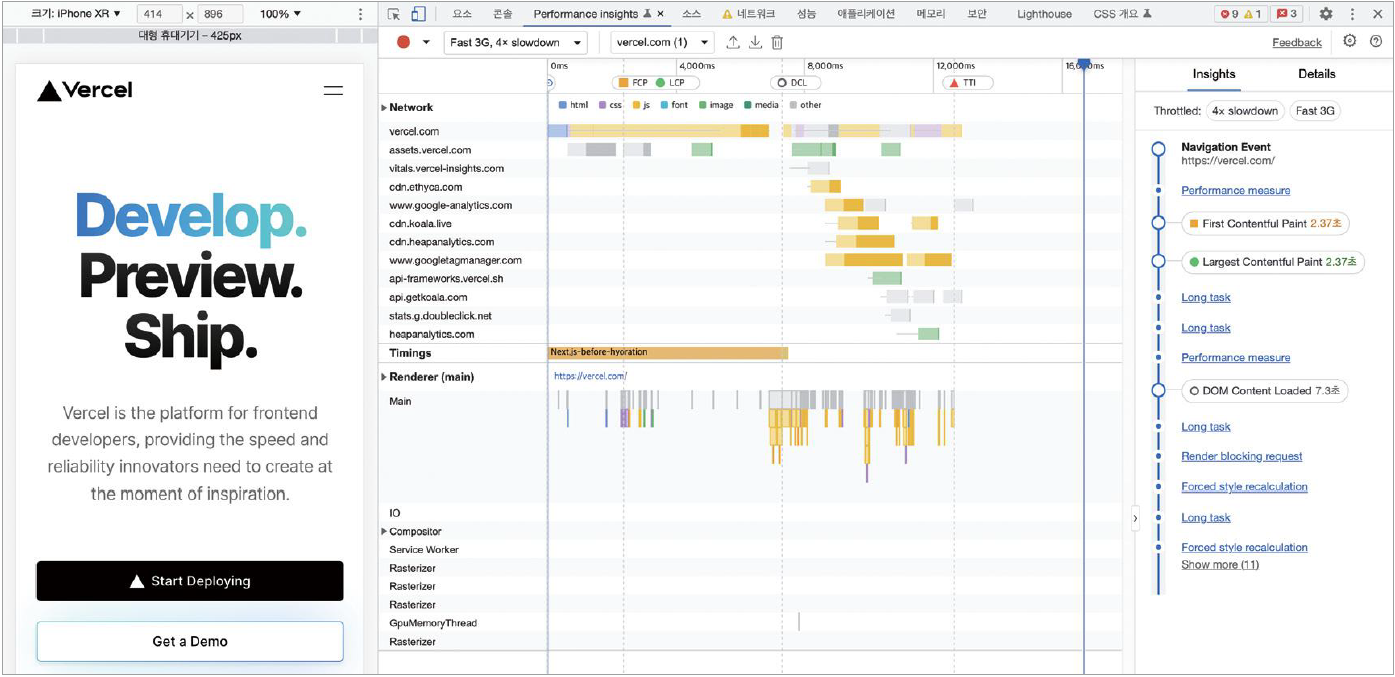 크기: iPhone XR ▼ 414 × 896 100% ▼
대형 휴대기기 – 425px
Vercel
Develop.
Preview.
Ship.
Vercel is the platform for frontend
developers, providing the speed and
reliability innovators need to create at
the moment of inspiration.
Start Deploying
Get a Demo
요소 콘솔 Performance insights × 소스 네트워크 성능 애플리케이션 메모리 보안 Lighthouse CSS 개요 9 1 3
Fast 3G, 4× slowdown vercel.com (1) Feedback
0ms 4,000ms 8,000ms 12,000ms 16,000ms
FCP LCP DCL TTI
Network html css js font image media other
vercel.com
assets.vercel.com
vitals.vercel-insights.com
cdn.ethyca.com
www.google-analytics.com
cdn.koala.live
cdn.heapanalytics.com
www.googletagmanager.com
api-frameworks.vercel.sh
api.getkoala.com
stats.g.doubleclick.net
heapanalytics.com
Timings Next.js-before-hyoration
Renderer (main) https://vercel.com/
Main
IO
Compositor
Service Worker
Rasterizer
Rasterizer
Rasterizer
GpuMemoryThread
Rasterizer
Insights Details
Throttled: 4× slowdown Fast 3G
Navigation Event
https://vercel.com/
Performance measure
First Contentful Paint 2.37초
Largest Contentful Paint 2.37초
Long task
Long task
Performance measure
DOM Content Loaded 7.3초
Long task
Render blocking request
Forced style recalculation
Long task
Forced style recalculation
Show more (11)